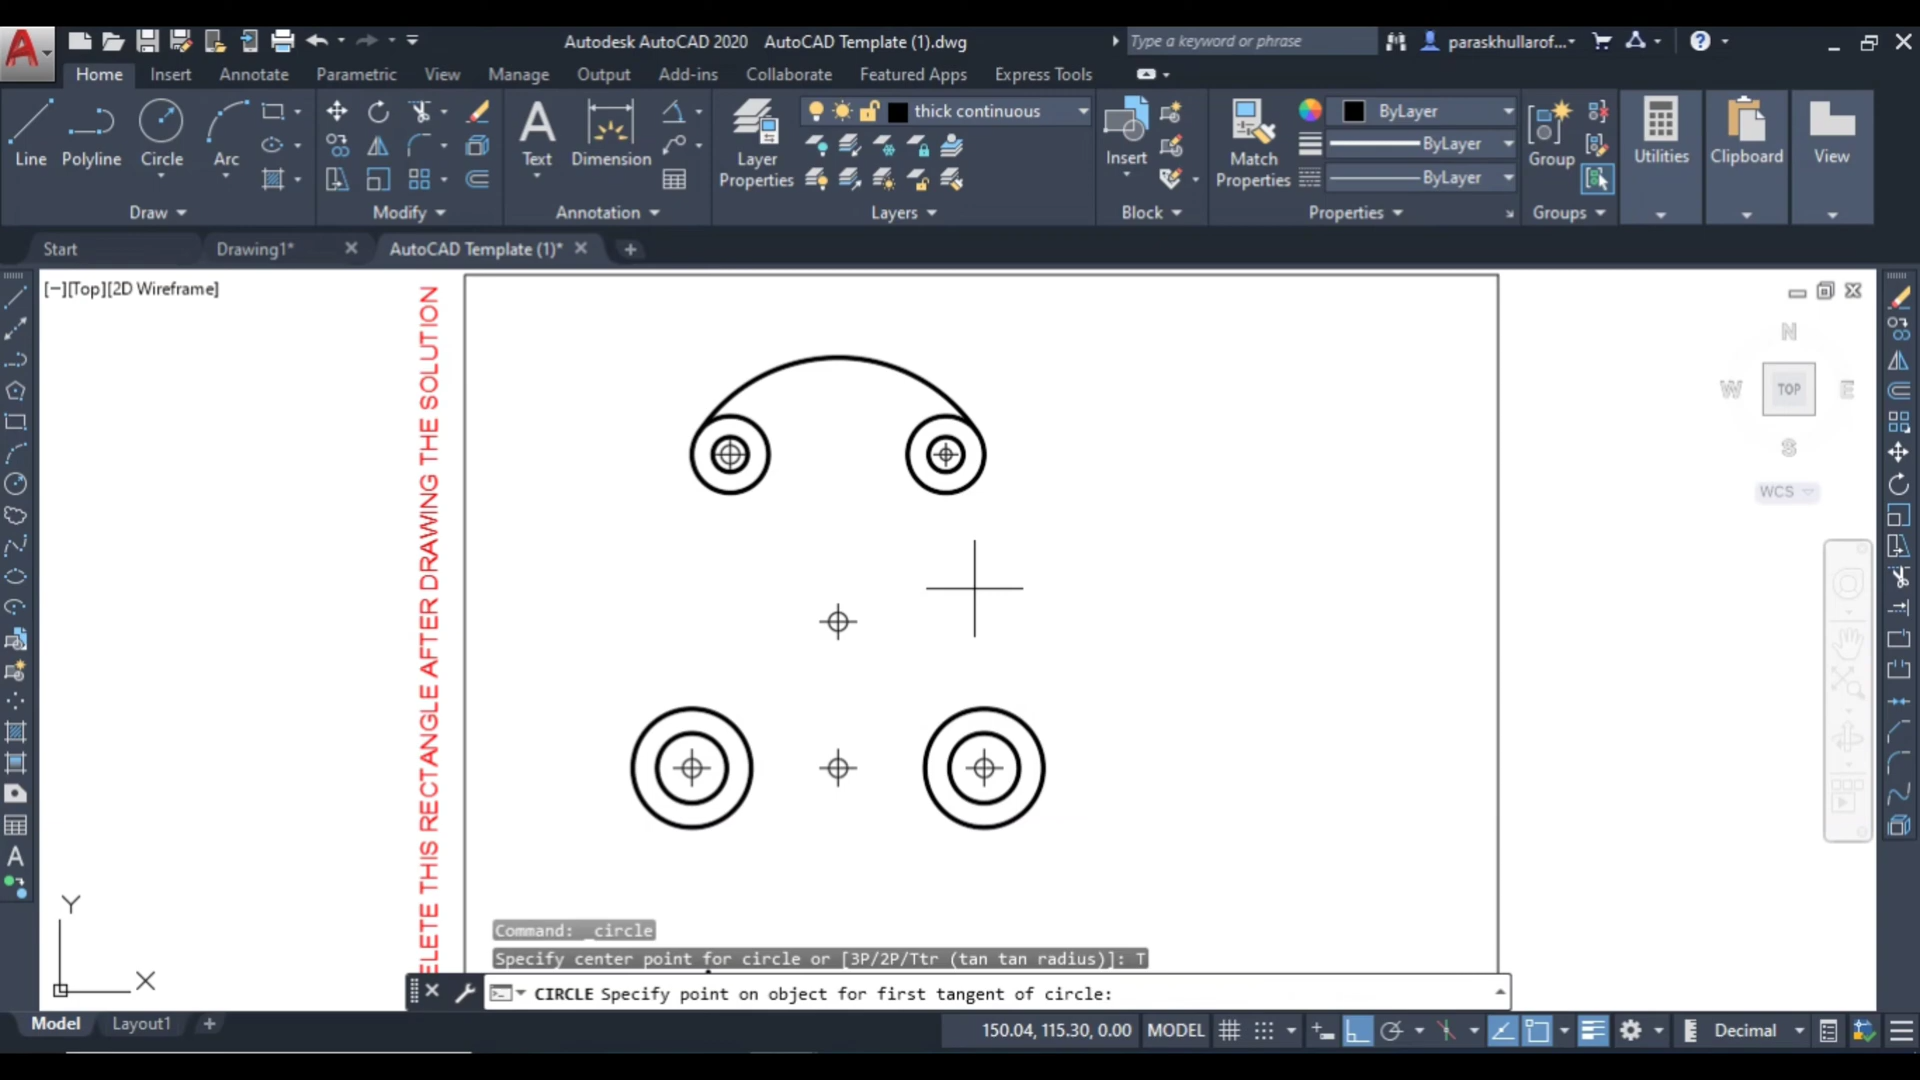 Autodesk AutoCAD 2020 AutoCAD Template (1).dwg
Type a keyword or phrase
paraskhullarof...
Home Insert Annotate Parametric View Manage Output Add-ins Collaborate Featured Apps Express Tools
thick continuous
ByLayer
ByLayer
ByLayer
Line Polyline Circle Arc
Text Dimension
Layer Properties
Insert
Match Properties
Group
Utilities Clipboard View
Draw Modify Annotation Layers Block Properties Groups
Start Drawing1* AutoCAD Template (1)*
[−][Top][2D Wireframe]
ELETE THIS RECTANGLE AFTER DRAWING THE SOLUTION
N
W TOP E
S
WCS
Y
X
Command: _circle
Specify center point for circle or [3P/2P/Ttr (tan tan radius)]: T
CIRCLE Specify point on object for first tangent of circle:
Model Layout1
150.04, 115.30, 0.00 MODEL Decimal